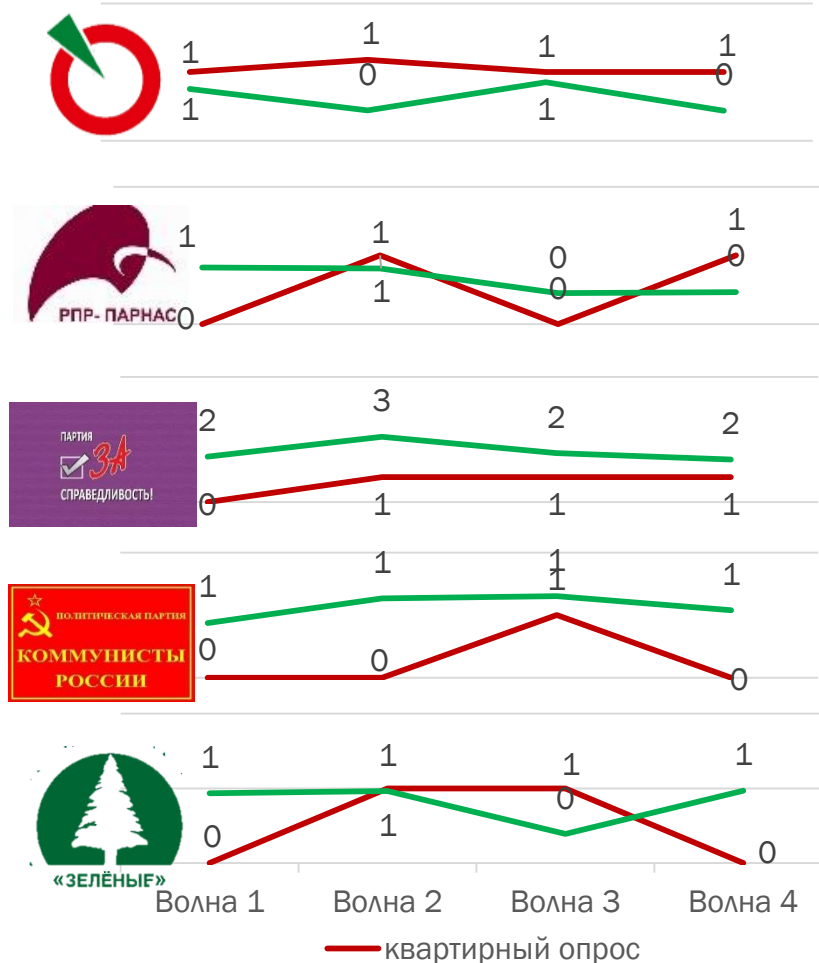 1 1 1 1
0 0
1 1
1 1 0 1
0 0
0 1
РПР- ПАРНАС
2 3 2 2
ПАРТИЯ
ЗА
СПРАВЕДЛИВОСТЬ!
0 1 1 1
1 1 1 1
1
ПОЛИТИЧЕСКАЯ ПАРТИЯ
КОММУНИСТЫ
РОССИИ
0 0 0
1 1 1 1
0 1 0 0
«ЗЕЛЁНЫЕ»
Волна 1 Волна 2 Волна 3 Волна 4
квартирный опрос